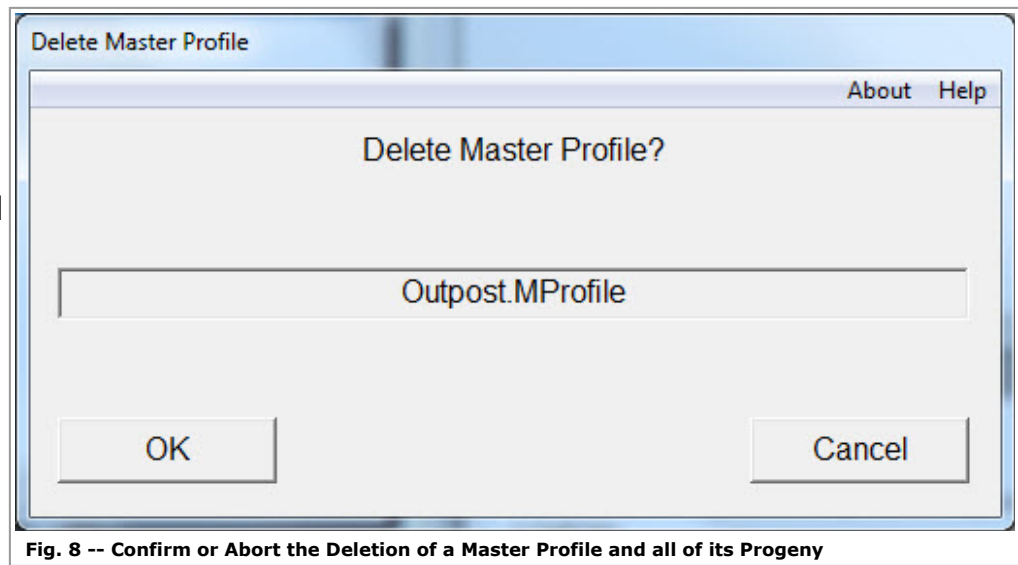 Delete Master Profile
About Help
Delete Master Profile?
Outpost.MProfile
OK Cancel
Fig. 8 -- Confirm or Abort the Deletion of a Master Profile and all of its Progeny